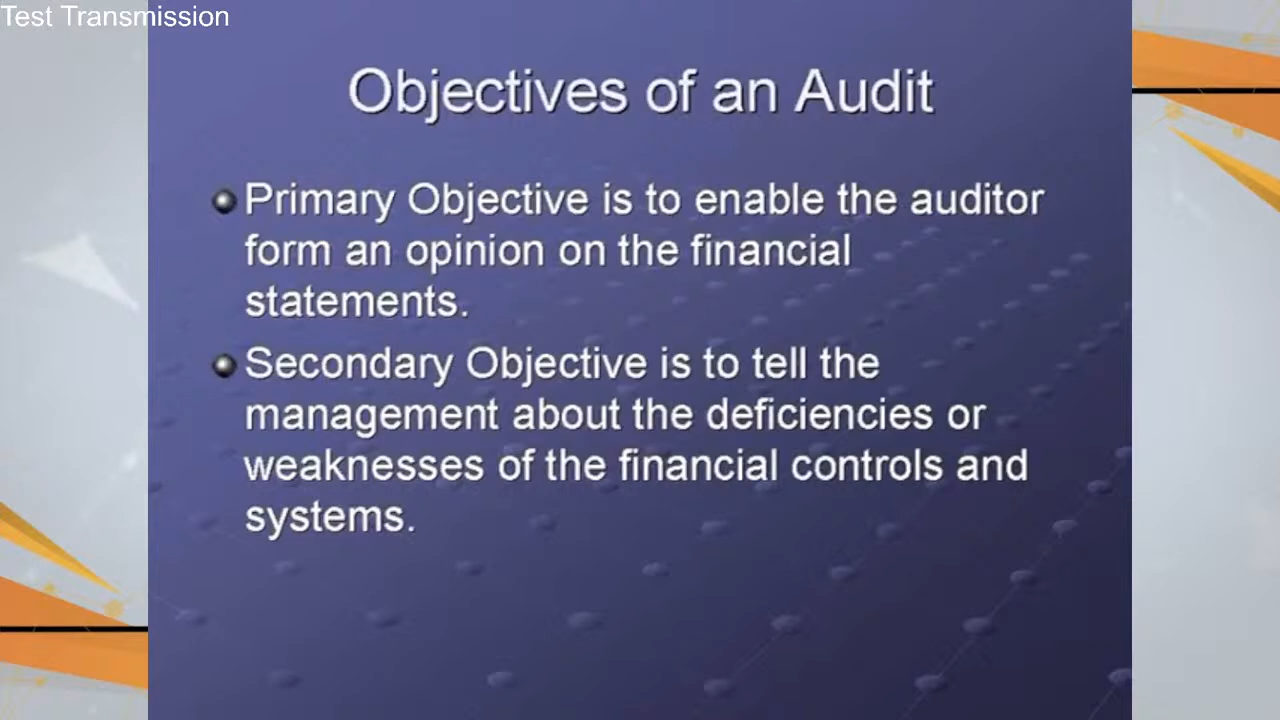 Test Transmission
Objectives of an Audit
Primary Objective is to enable the auditor
form an opinion on the financial
statements.
Secondary Objective is to tell the
management about the deficiencies or
weaknesses of the financial controls and
systems.